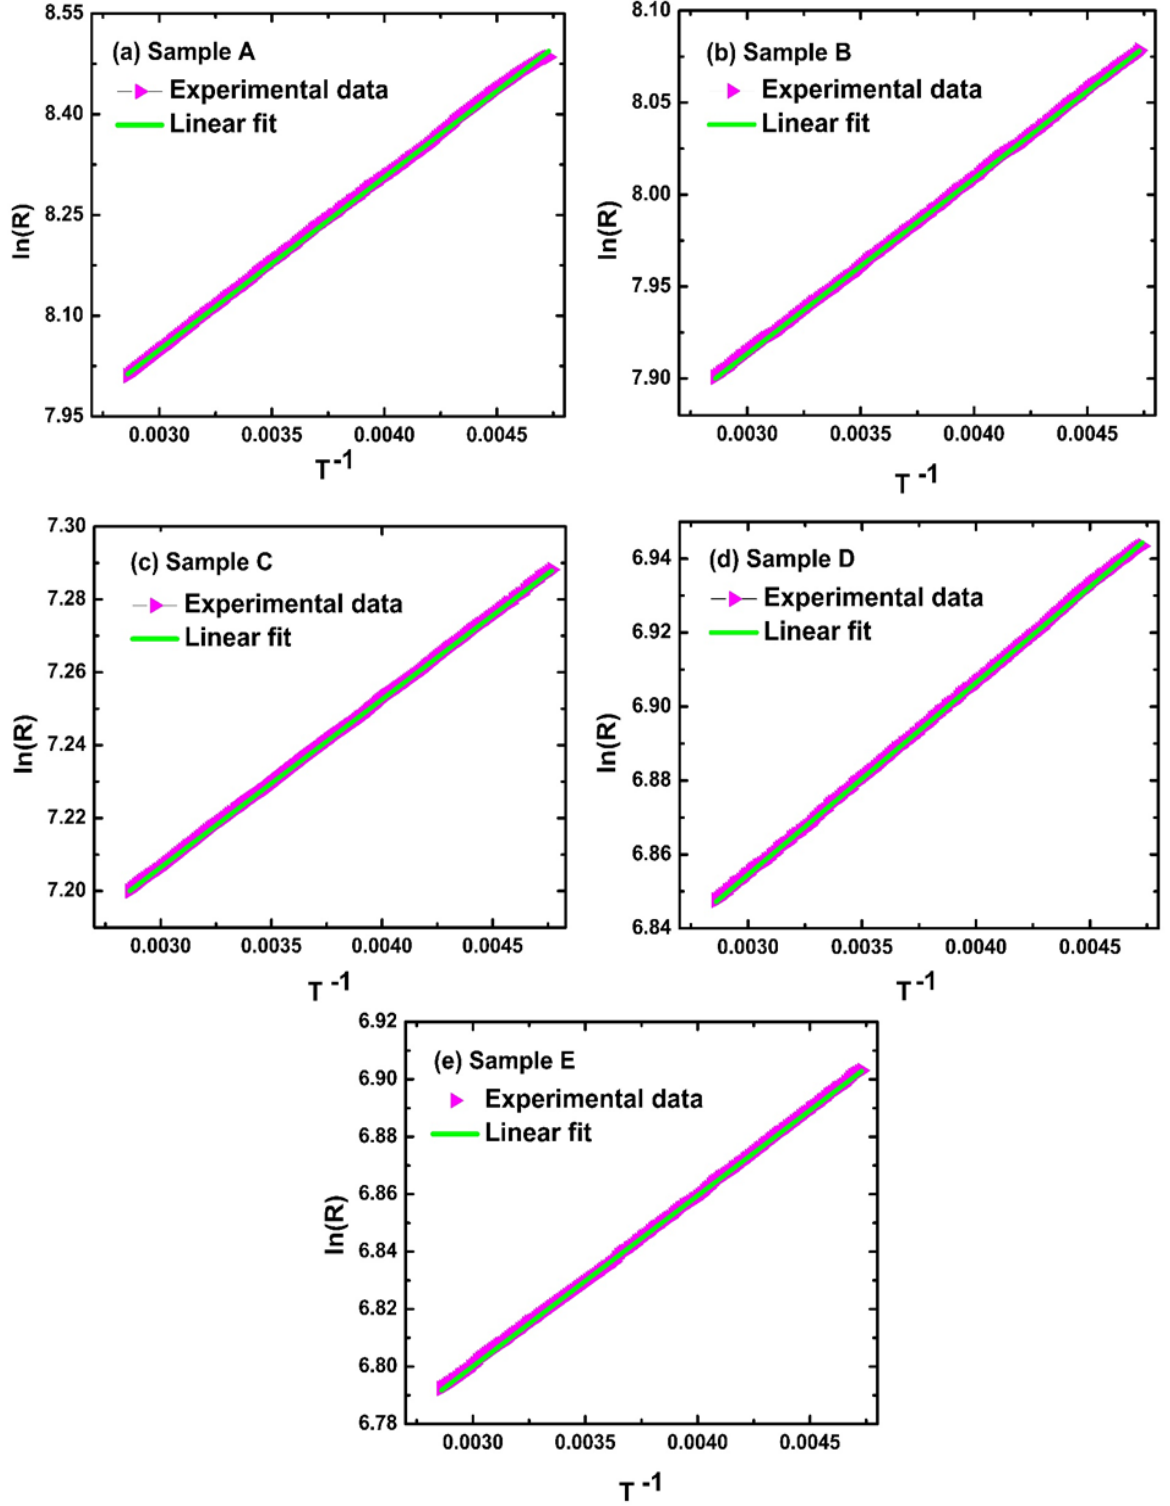 8.55
8.40
8.25
8.10
7.95
ln(R)
(a) Sample A
Experimental data
Linear fit
0.0030 0.0035 0.0040 0.0045
T⁻¹
8.10
8.05
8.00
7.95
7.90
ln(R)
(b) Sample B
Experimental data
Linear fit
0.0030 0.0035 0.0040 0.0045
T⁻¹
7.30
7.28
7.26
7.24
7.22
7.20
ln(R)
(c) Sample C
Experimental data
Linear fit
0.0030 0.0035 0.0040 0.0045
T⁻¹
6.94
6.92
6.90
6.88
6.86
6.84
ln(R)
(d) Sample D
Experimental data
Linear fit
0.0030 0.0035 0.0040 0.0045
T⁻¹
6.92
6.90
6.88
6.86
6.84
6.82
6.80
6.78
ln(R)
(e) Sample E
Experimental data
Linear fit
0.0030 0.0035 0.0040 0.0045
T⁻¹